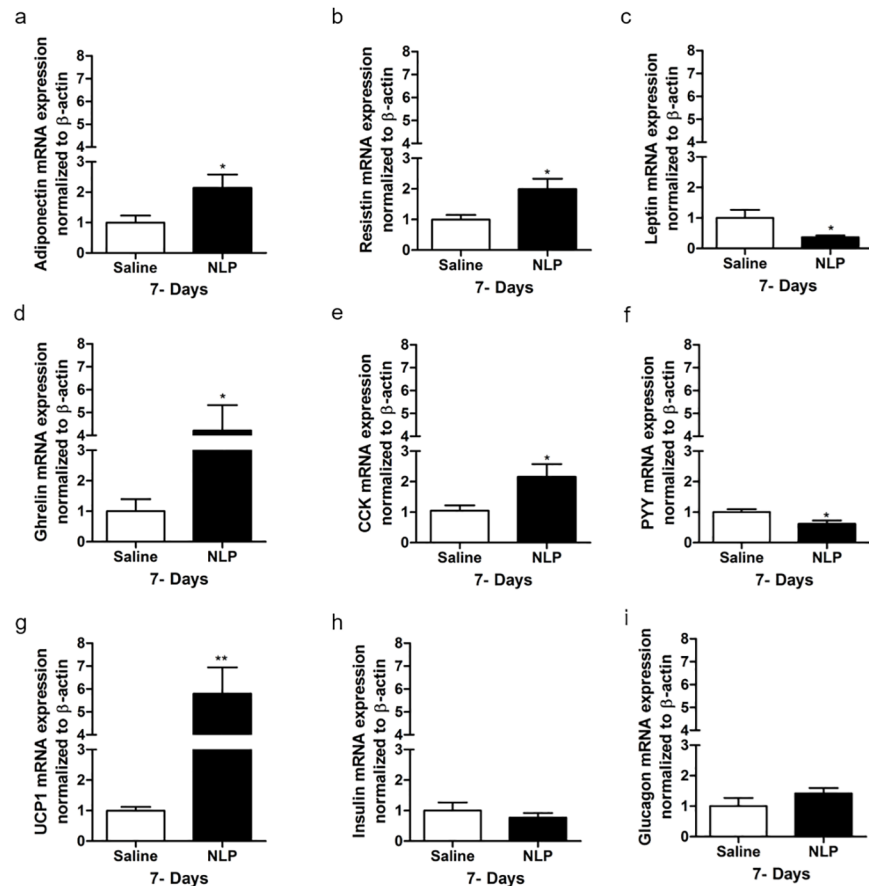 a
Adiponectin mRNA expression
normalized to β-actin
8
7
6
5
4
3
2
1
0
*
Saline NLP
7- Days
b
Resistin mRNA expression
normalized to β-actin
8
7
6
5
4
3
2
1
0
*
Saline NLP
7- Days
c
Leptin mRNA expression
normalized to β-actin
8
7
6
5
4
3
2
1
0
*
Saline NLP
7- Days
d
Ghrelin mRNA expression
normalized to β-actin
8
7
6
5
4
3
2
1
0
*
Saline NLP
7- Days
e
CCK mRNA expression
normalized to β-actin
8
7
6
5
4
3
2
1
0
*
Saline NLP
7- Days
f
PYY mRNA expression
normalized to β-actin
8
7
6
5
4
3
2
1
0
*
Saline NLP
7- Days
g
UCP1 mRNA expression
normalized to β-actin
8
7
6
5
4
3
2
1
0
**
Saline NLP
7- Days
h
Insulin mRNA expression
normalized to β-actin
8
7
6
5
4
3
2
1
0
Saline NLP
7- Days
i
Glucagon mRNA expression
normalized to β-actin
8
7
6
5
4
3
2
1
0
Saline NLP
7- Days